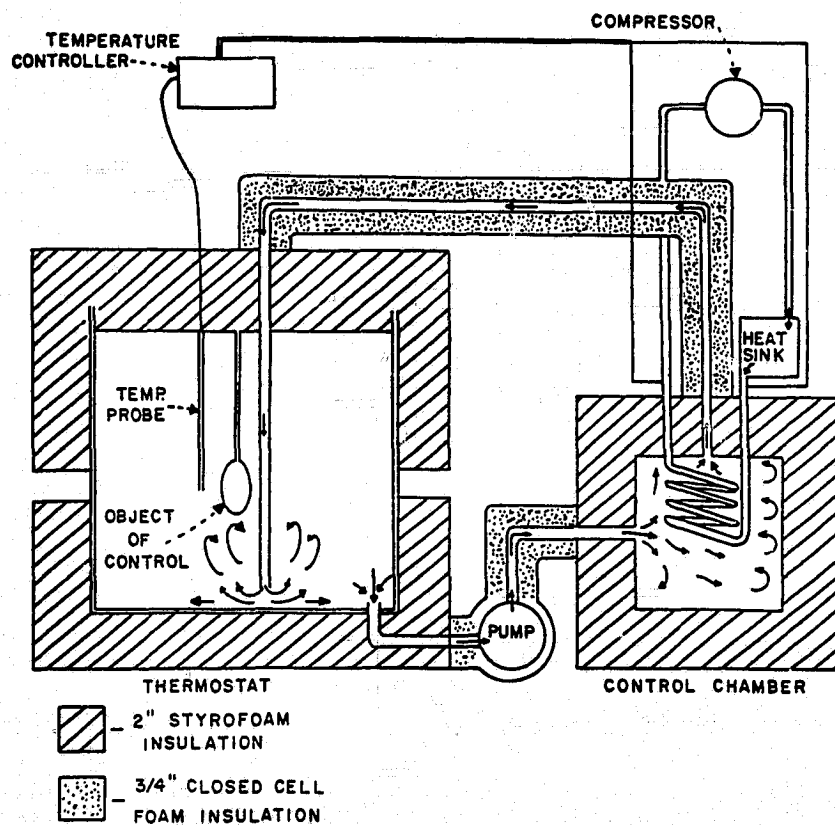 COMPRESSOR
TEMPERATURE
CONTROLLER
HEAT
SINK
TEMP.
PROBE
OBJECT
OF
CONTROL
PUMP
THERMOSTAT
CONTROL CHAMBER
- 2" STYROFOAM
INSULATION
- 3/4" CLOSED CELL
FOAM INSULATION